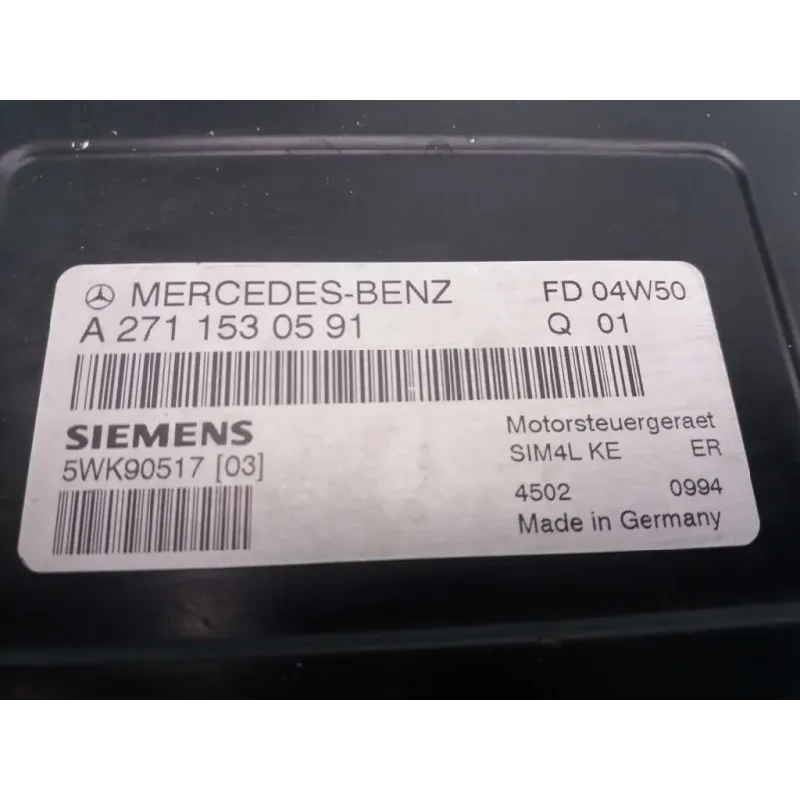 MERCEDES-BENZ FD 04W50
A 271 153 05 91 Q 01
SIEMENS
5WK90517 [03]
Motorsteuergeraet
SIM4L KE ER
4502 0994
Made in Germany